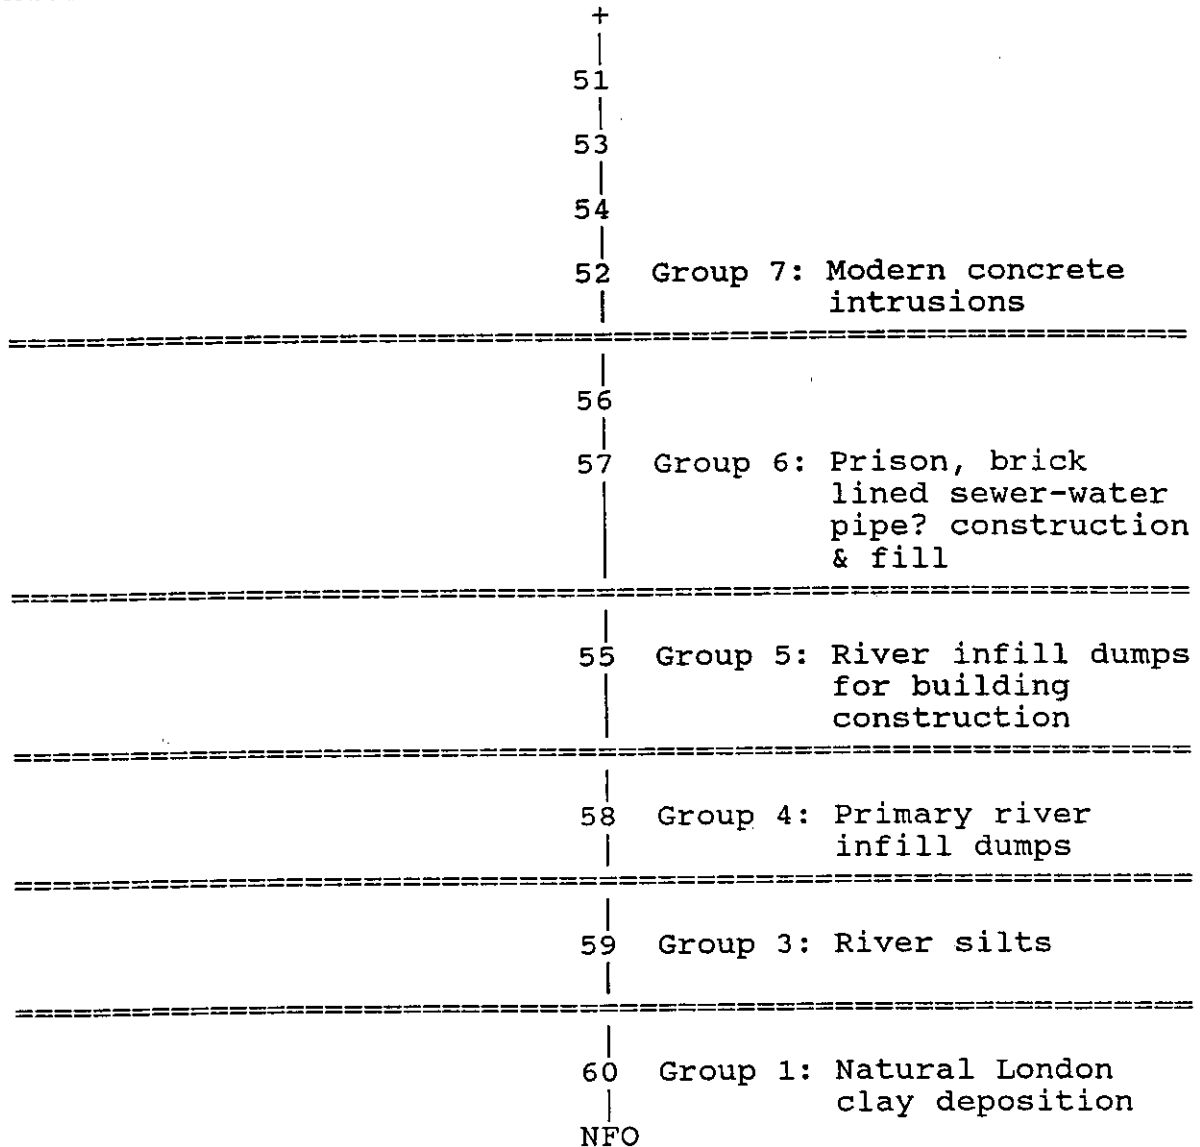 +
51
53
54
52 Group 7: Modern concrete
intrusions
56
57 Group 6: Prison, brick
lined sewer-water
pipe? construction
& fill
55 Group 5: River infill dumps
for building
construction
58 Group 4: Primary river
infill dumps
59 Group 3: River silts
60 Group 1: Natural London
clay deposition
NFO